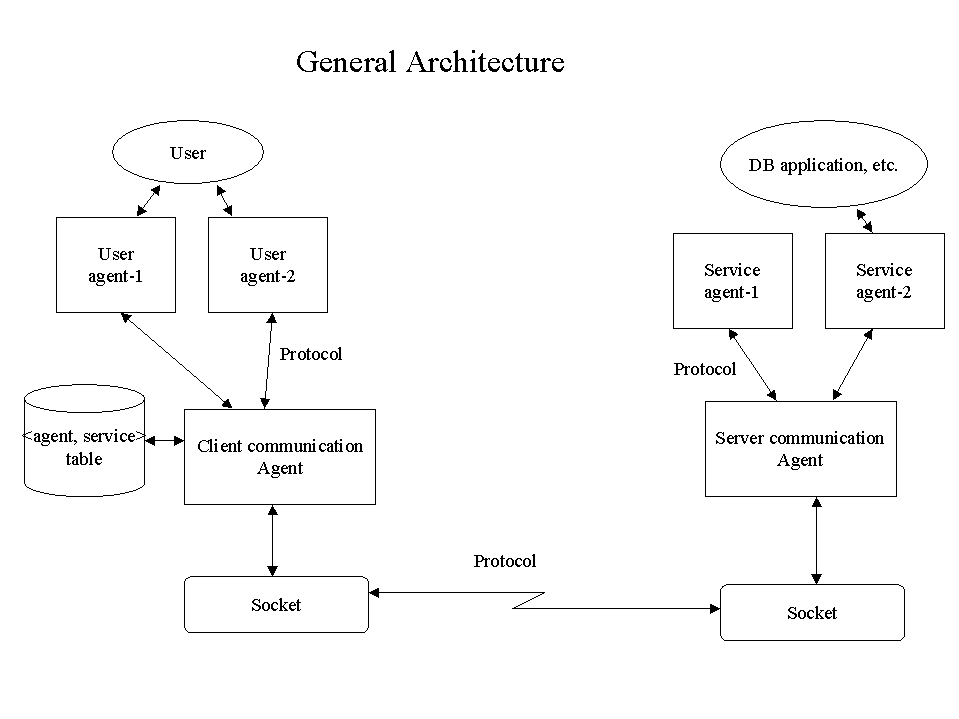 General Architecture
User
DB application, etc.
User
agent-1
User
agent-2
Service
agent-1
Service
agent-2
Protocol
Protocol
<agent, service>
table
Client communication
Agent
Server communication
Agent
Protocol
Socket
Socket